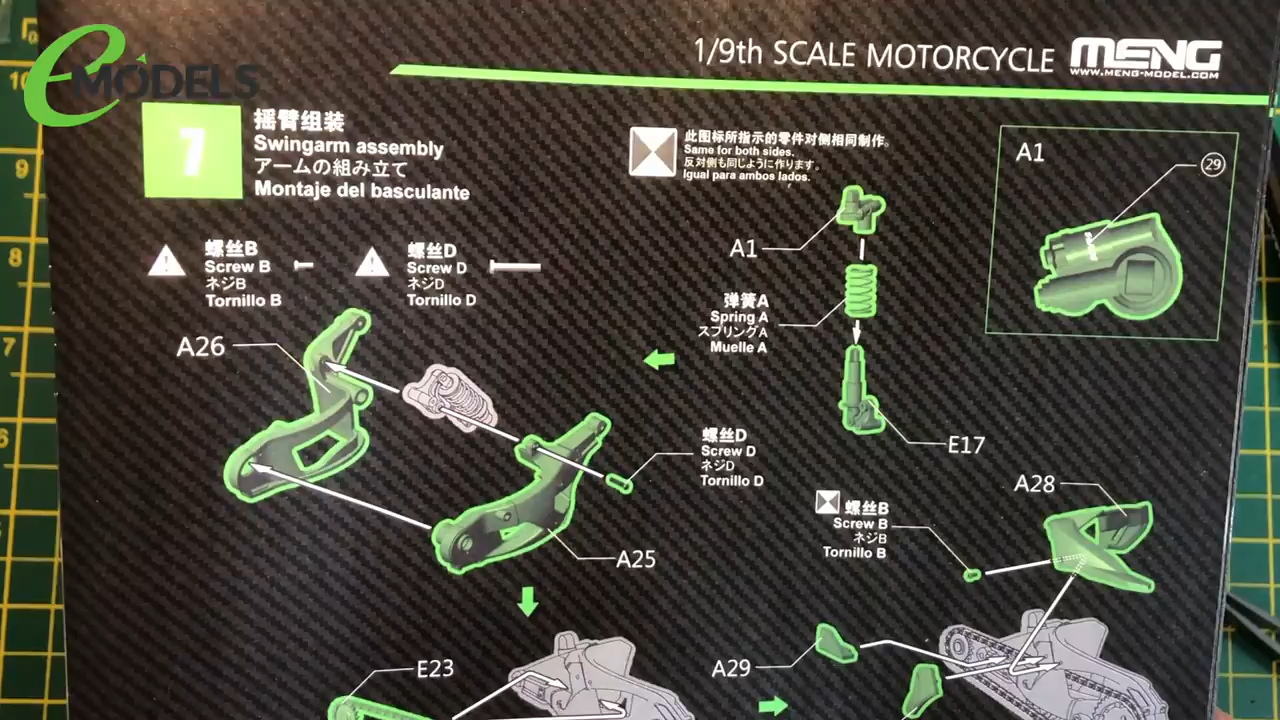 eMODELS
1/9th SCALE MOTORCYCLE
MENG
WWW.MENG-MODEL.COM
7
摇臂组装
Swingarm assembly
アームの組み立て
Montaje del basculante
此图标所指示的零件对侧相同制作。
Same for both sides.
反対側も同じように作ります。
Igual para ambos lados.
A1
29
螺丝B
Screw B
ネジB
Tornillo B
螺丝D
Screw D
ネジD
Tornillo D
A1
弹簧A
Spring A
スプリングA
Muelle A
A26
E17
螺丝D
Screw D
ネジD
Tornillo D
A28
螺丝B
Screw B
ネジB
Tornillo B
A25
E23
A29
10
9
8
7
6